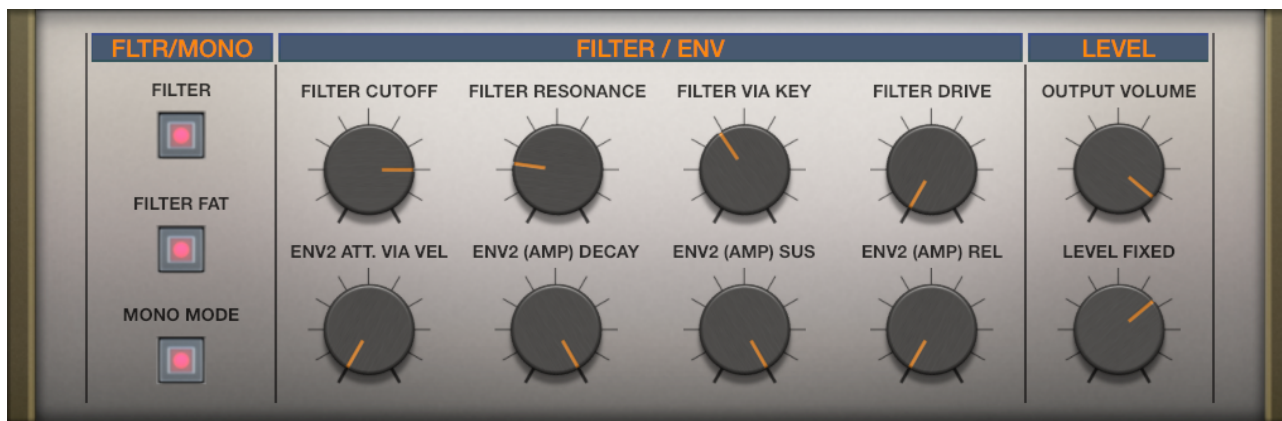 FLTR/MONO
FILTER / ENV
LEVEL
FILTER
FILTER CUTOFF
FILTER RESONANCE
FILTER VIA KEY
FILTER DRIVE
OUTPUT VOLUME
FILTER FAT
ENV2 ATT. VIA VEL
ENV2 (AMP) DECAY
ENV2 (AMP) SUS
ENV2 (AMP) REL
LEVEL FIXED
MONO MODE